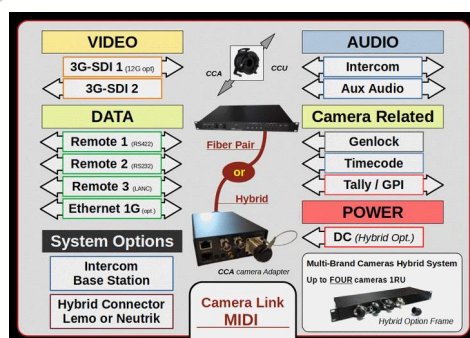 VIDEO
3G-SDI 1 (12G opt)
3G-SDI 2
DATA
Remote 1 (RS422)
Remote 2 (RS232)
Remote 3 (LANC)
Ethernet 1G (opt.)
System Options
Intercom
Base Station
Hybrid Connector
Lemo or Neutrik
CCA
CCU
Fiber Pair
or
Hybrid
CCA camera Adapter
Camera Link
MIDI
AUDIO
Intercom
Aux Audio
Camera Related
Genlock
Timecode
Tally / GPI
POWER
DC (Hybrid Opt.)
Multi-Brand Cameras Hybrid System
Up to FOUR cameras 1RU
Hybrid Option Frame